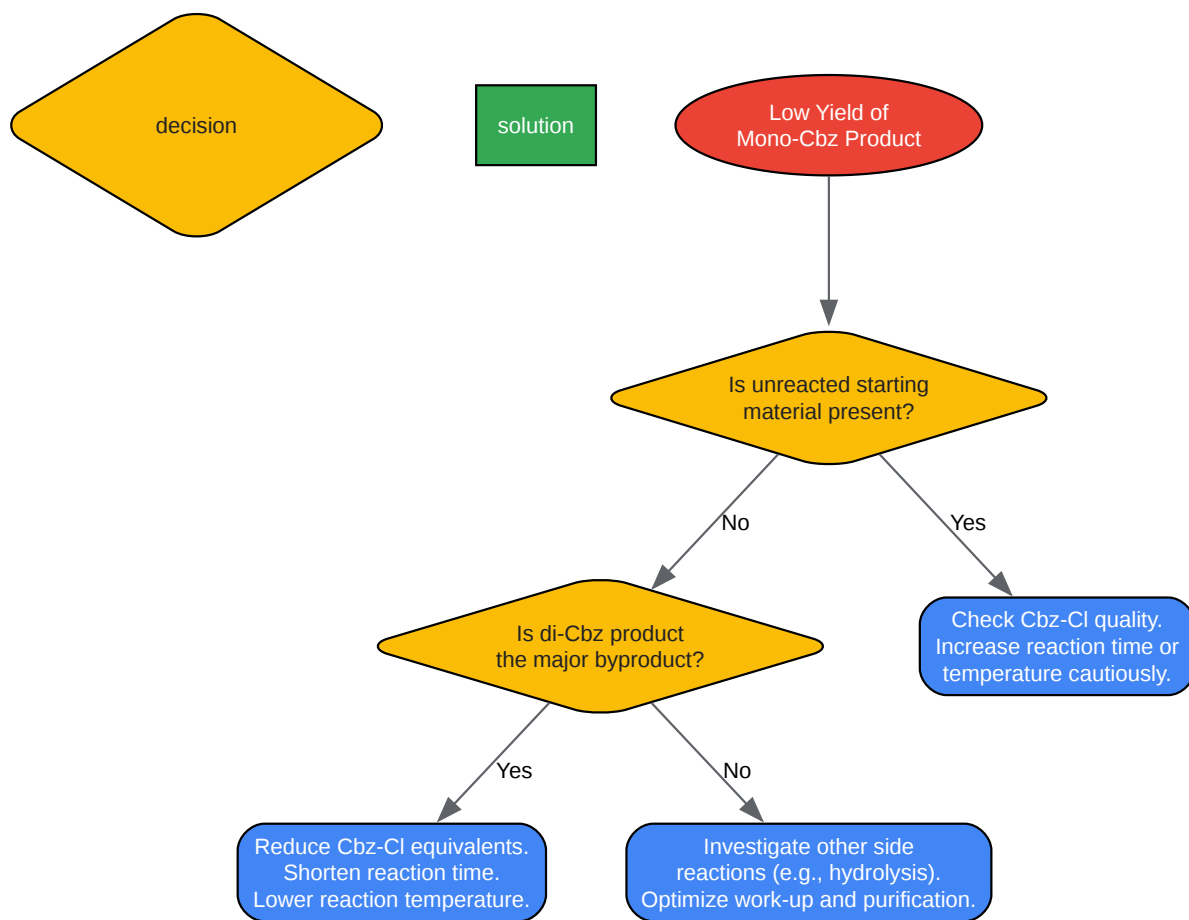 decision
solution
Low Yield of
Mono-Cbz Product
Is unreacted starting
material present?
No
Yes
Is di-Cbz product
the major byproduct?
Check Cbz-Cl quality.
Increase reaction time or
temperature cautiously.
Yes
No
Reduce Cbz-Cl equivalents.
Shorten reaction time.
Lower reaction temperature.
Investigate other side
reactions (e.g., hydrolysis).
Optimize work-up and purification.